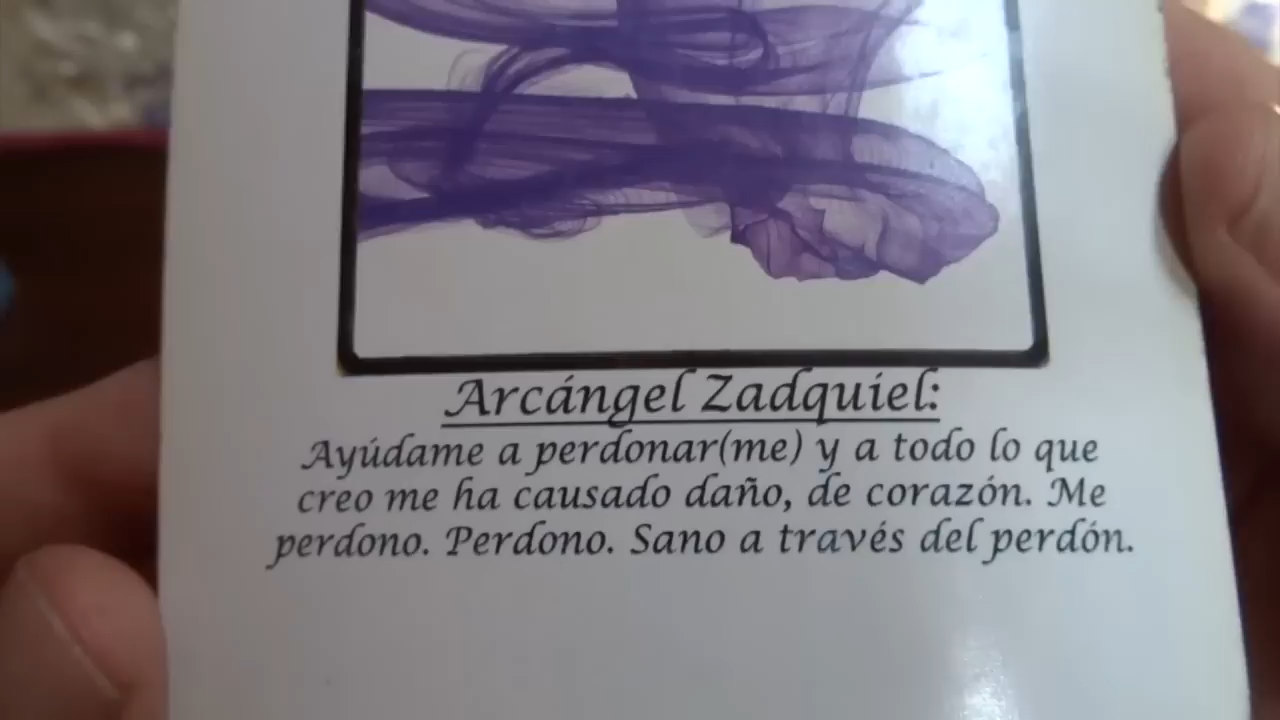 Arcángel Zadquiel:
Ayúdame a perdonar(me) y a todo lo que
creo me ha causado daño, de corazón. Me
perdono. Perdono. Sano a través del perdón.